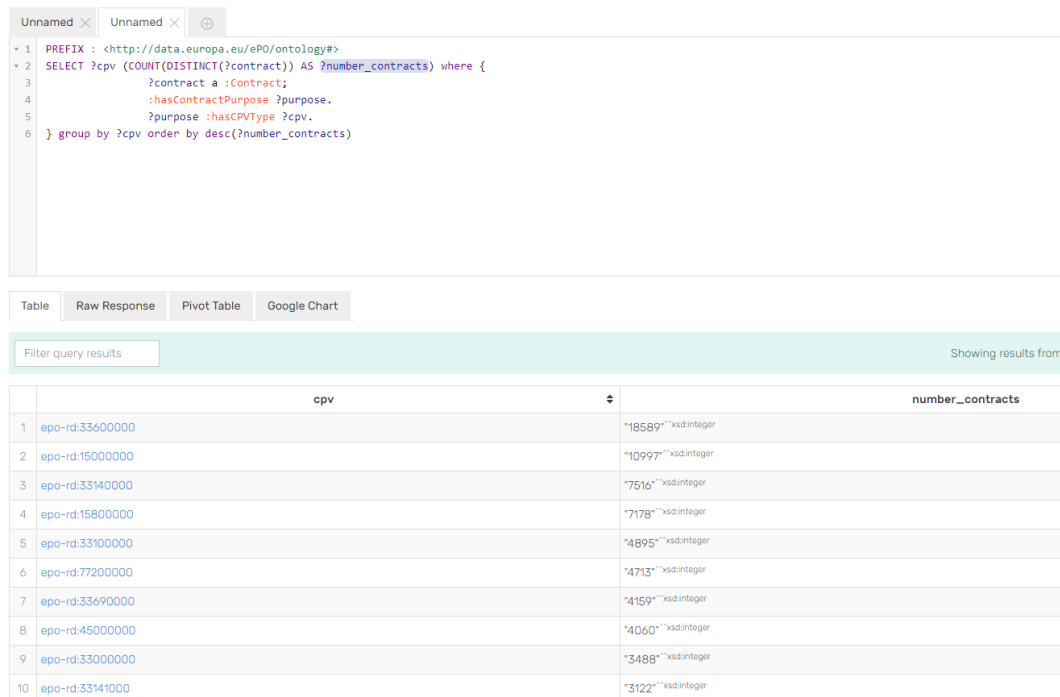 Unnamed
Unnamed
1 PREFIX : <http://data.europa.eu/ePO/ontology#>
2 SELECT ?cpv (COUNT(DISTINCT(?contract)) AS ?number_contracts) where {
3 ?contract a :Contract;
4 :hasContractPurpose ?purpose.
5 ?purpose :hasCPVType ?cpv.
6 } group by ?cpv order by desc(?number_contracts)
Table Raw Response Pivot Table Google Chart
Filter query results Showing results from
cpv number_contracts
1 epo-rd:33600000 "18589"^^xsd:integer
2 epo-rd:15000000 "10997"^^xsd:integer
3 epo-rd:33140000 "7516"^^xsd:integer
4 epo-rd:15800000 "7178"^^xsd:integer
5 epo-rd:33100000 "4895"^^xsd:integer
6 epo-rd:77200000 "4713"^^xsd:integer
7 epo-rd:33690000 "4159"^^xsd:integer
8 epo-rd:45000000 "4060"^^xsd:integer
9 epo-rd:33000000 "3488"^^xsd:integer
10 epo-rd:33141000 "3122"^^xsd:integer